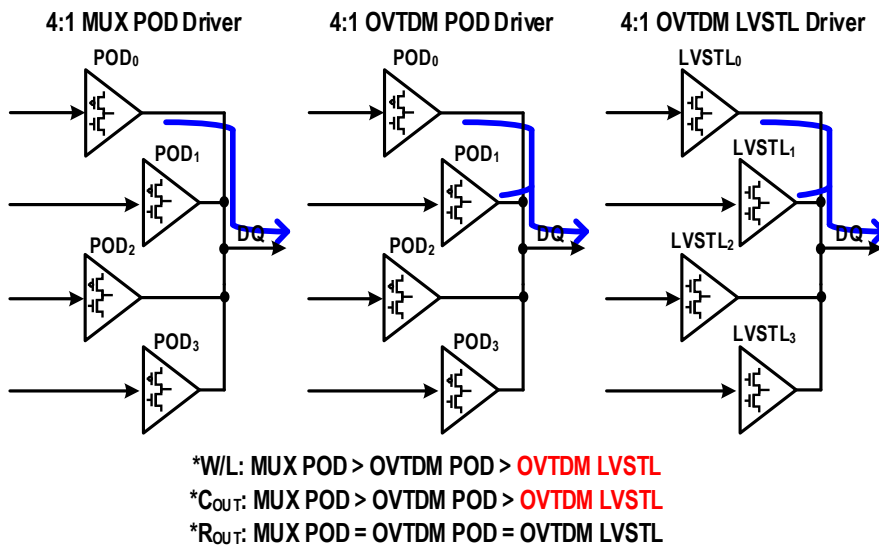 4:1 MUX POD Driver
4:1 OVTDM POD Driver
4:1 OVTDM LVSTL Driver
POD₀
POD₁
DQ
POD₂
POD₃
POD₀
POD₁
DQ
POD₂
POD₃
LVSTL₀
LVSTL₁
DQ
LVSTL₂
LVSTL₃
*W/L: MUX POD > OVTDM POD > OVTDM LVSTL
*C_OUT: MUX POD > OVTDM POD > OVTDM LVSTL
*R_OUT: MUX POD = OVTDM POD = OVTDM LVSTL